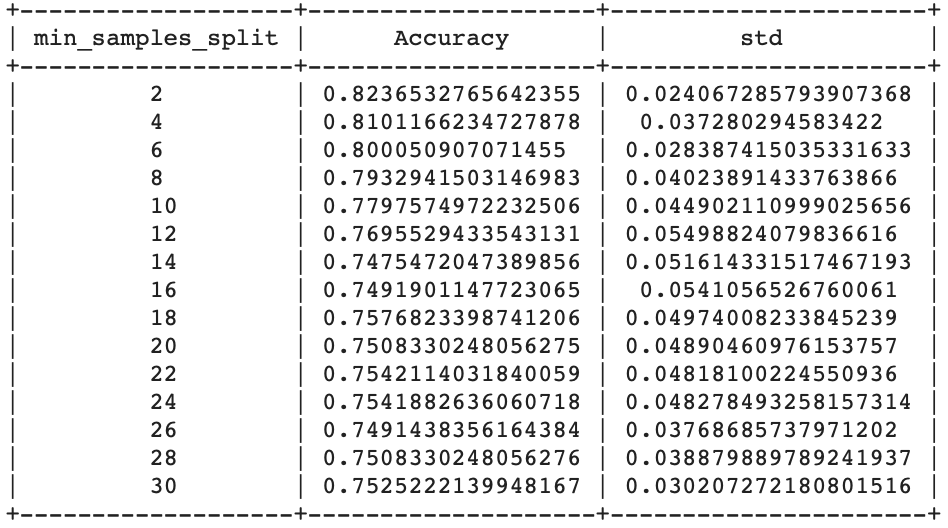 +-------------------+--------------------+----------------------+
| min_samples_split | Accuracy | std |
+-------------------+--------------------+----------------------+
| 2 | 0.8236532765642355 | 0.024067285793907368 |
| 4 | 0.8101166234727878 | 0.037280294583422 |
| 6 | 0.800050907071455 | 0.028387415035331633 |
| 8 | 0.7932941503146983 | 0.04023891433763866 |
| 10 | 0.7797574972232506 | 0.044902110999025656 |
| 12 | 0.7695529433543131 | 0.05498824079836616 |
| 14 | 0.7475472047389856 | 0.051614331517467193 |
| 16 | 0.7491901147723065 | 0.0541056526760061 |
| 18 | 0.7576823398741206 | 0.04974008233845239 |
| 20 | 0.7508330248056275 | 0.04890460976153757 |
| 22 | 0.7542114031840059 | 0.04818100224550936 |
| 24 | 0.7541882636060718 | 0.048278493258157314 |
| 26 | 0.7491438356164384 | 0.03768685737971202 |
| 28 | 0.7508330248056276 | 0.038879889789241937 |
| 30 | 0.7525222139948167 | 0.030207272180801516 |
+-------------------+--------------------+----------------------+